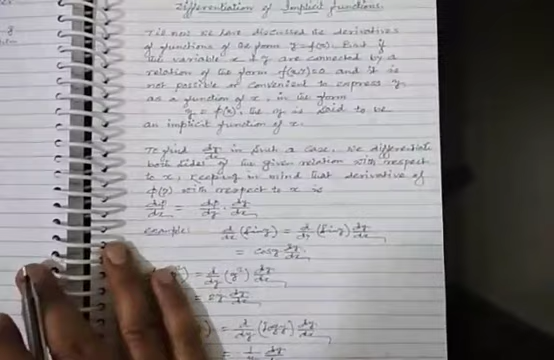 Differentiation of Implicit functions.
Till now we have discussed the derivatives
of functions of the form y = f(x). But if
the variable x & y are connected by a
relation of the form f(x,y)=0 and it is
not possible or convenient to express y
as a function of x, in the form
y = φ(x), the y is said to be
an implicit function of x.
To find dy/dx in such a case, we differentiate
both sides of the given relation with respect
to x, keeping in mind that derivative of
φ(y) with respect to x is
dφ/dx = dφ/dy · dy/dx
example: d/dx (sin y) = d/dy (sin y) dy/dx
= cos y dy/dx
= d/dy (y²) dy/dx
= 2y dy/dx
= d/dy (log y) dy/dx
= 1/y dy/dx